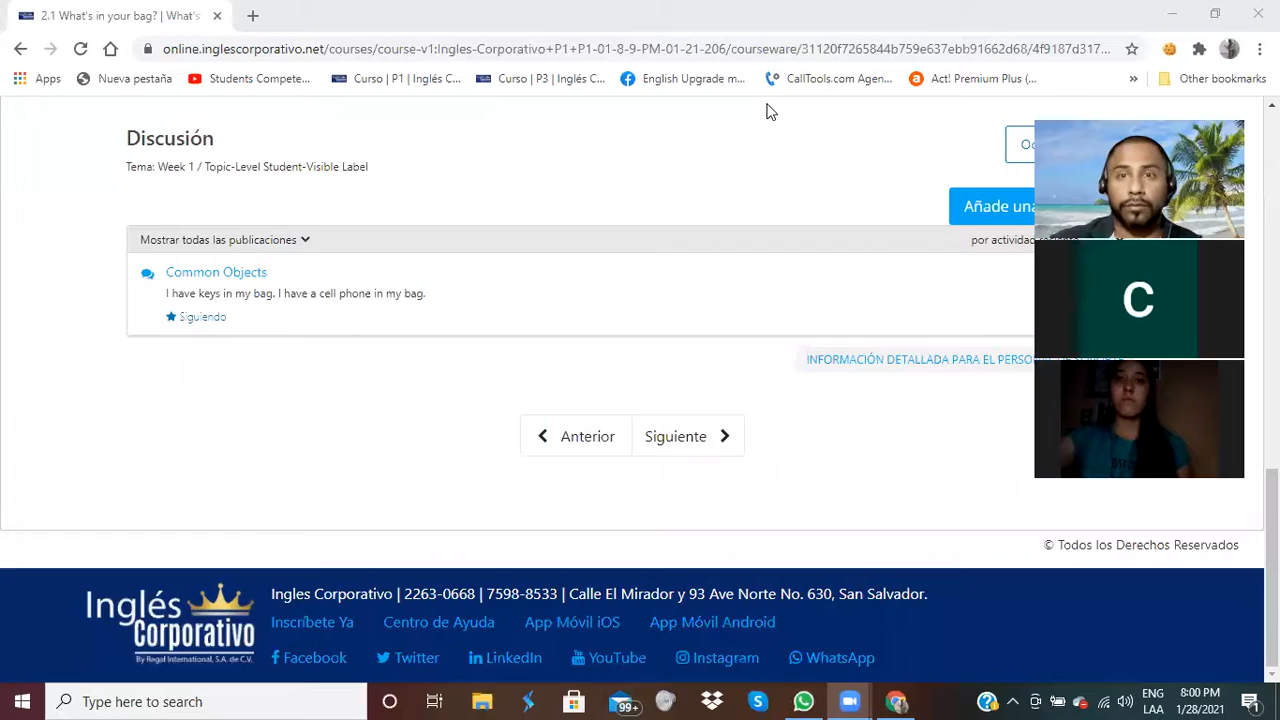 2.1 What's in your bag? | What's
online.inglescorporativo.net/courses/course-v1:Ingles-Corporativo+P1+P1-01-8-9-PM-01-21-206/courseware/31120f7265844b759e637ebb91662d68/4f9187d317...
Apps Nueva pestaña Students Compete... Curso | P1 | Inglés C... Curso | P3 | Inglés C... English Upgrade m... CallTools.com Agen... Act! Premium Plus (... » Other bookmarks
Discusión
Tema: Week 1 / Topic-Level Student-Visible Label
Añade una
Mostrar todas las publicaciones por actividad
Common Objects
I have keys in my bag. I have a cell phone in my bag.
Siguiendo
INFORMACIÓN DETALLADA PARA EL
C
Anterior Siguiente
© Todos los Derechos Reservados
Inglés Corporativo
By Regal International, S.A. de C.V.
Ingles Corporativo | 2263-0668 | 7598-8533 | Calle El Mirador y 93 Ave Norte No. 630, San Salvador.
Inscríbete Ya Centro de Ayuda App Móvil iOS App Móvil Android
Facebook Twitter LinkedIn YouTube Instagram WhatsApp
Type here to search
99+
ENG
LAA
8:00 PM
1/28/2021
1